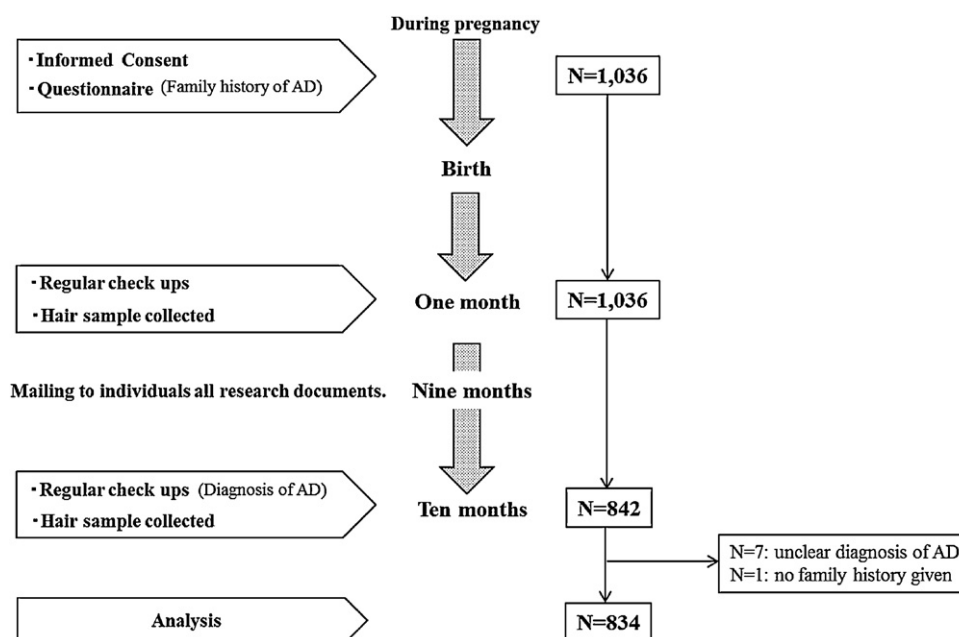 During pregnancy
・Informed Consent
・Questionnaire (Family history of AD)
N=1,036
Birth
・Regular check ups
・Hair sample collected
One month
N=1,036
Mailing to individuals all research documents.
Nine months
・Regular check ups (Diagnosis of AD)
・Hair sample collected
Ten months
N=842
N=7: unclear diagnosis of AD
N=1: no family history given
Analysis
N=834